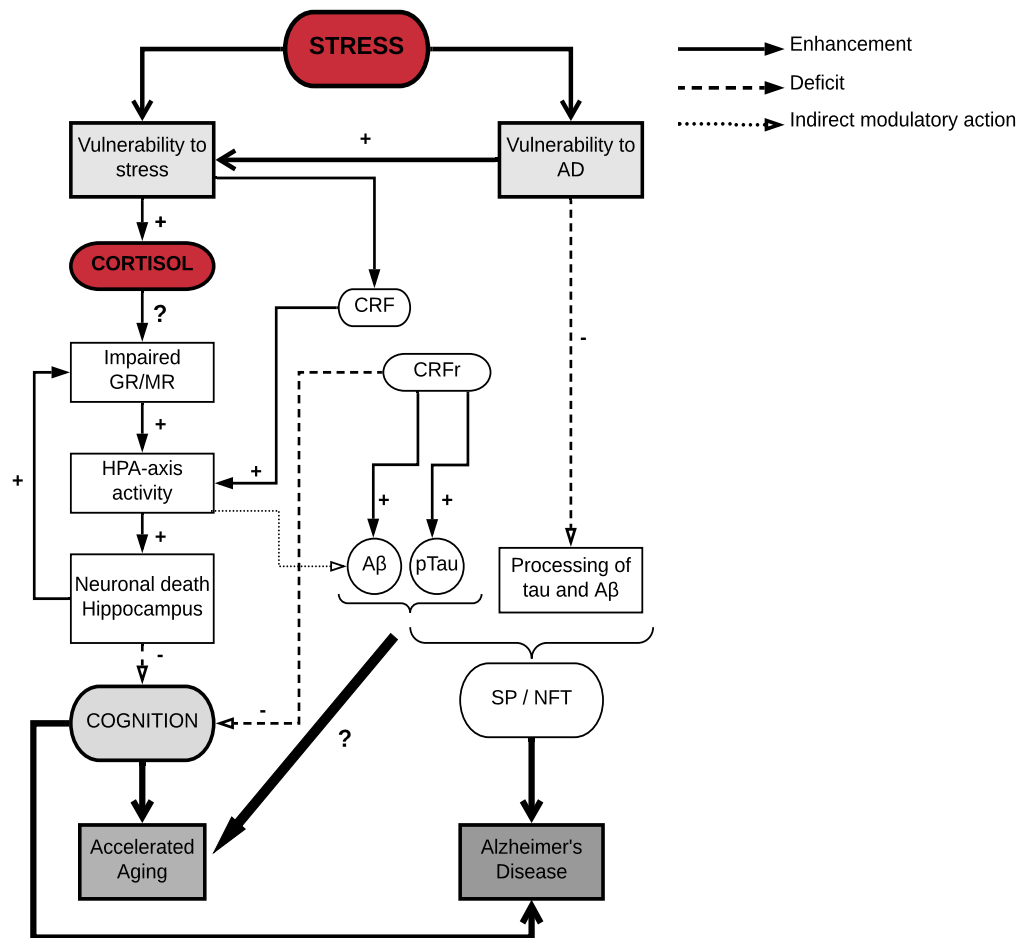 STRESS
Enhancement
Deficit
Indirect modulatory action
Vulnerability to
stress
+
Vulnerability to
AD
+
CORTISOL
?
CRF
-
Impaired
GR/MR
CRFr
+
HPA-axis
activity
+
+
+
+
+
Neuronal death
Hippocampus
Aβ
pTau
Processing of
tau and Aβ
-
COGNITION
-
SP / NFT
?
Accelerated
Aging
Alzheimer's
Disease